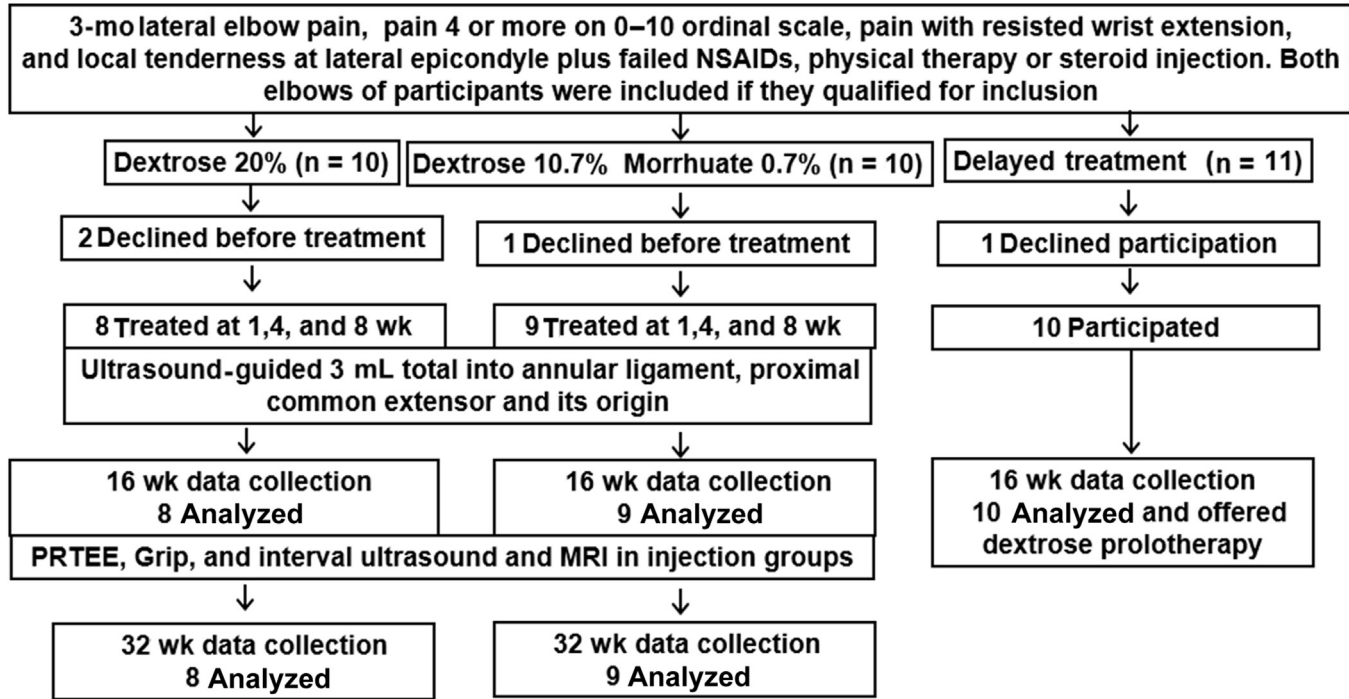 3-mo lateral elbow pain, pain 4 or more on 0–10 ordinal scale, pain with resisted wrist extension,
and local tenderness at lateral epicondyle plus failed NSAIDs, physical therapy or steroid injection. Both
elbows of participants were included if they qualified for inclusion
Dextrose 20% (n = 10)
Dextrose 10.7% Morrhuate 0.7% (n = 10)
Delayed treatment (n = 11)
2 Declined before treatment
1 Declined before treatment
1 Declined participation
8 Treated at 1,4, and 8 wk
9 Treated at 1,4, and 8 wk
10 Participated
Ultrasound-guided 3 mL total into annular ligament, proximal
common extensor and its origin
16 wk data collection
8 Analyzed
16 wk data collection
9 Analyzed
16 wk data collection
10 Analyzed and offered
dextrose prolotherapy
PRTEE, Grip, and interval ultrasound and MRI in injection groups
32 wk data collection
8 Analyzed
32 wk data collection
9 Analyzed